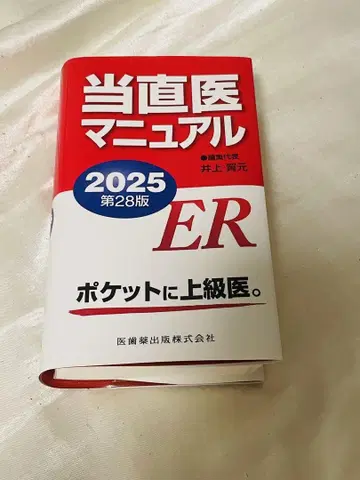 当直医
マニュアル
●編集代表
井上 賀元
2025
第28版
ER
ポケットに上級医。
医歯薬出版株式会社